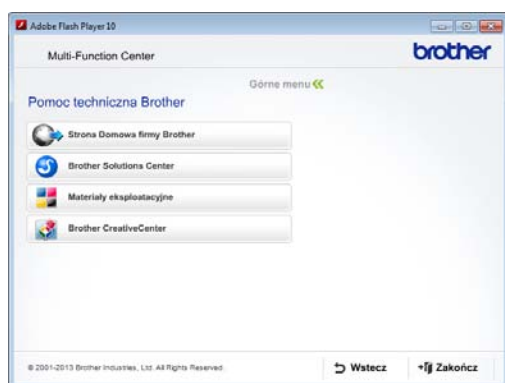 Adobe Flash Player 10
Multi-Function Center
brother
Górne menu
Pomoc techniczna Brother
Strona Domowa firmy Brother
Brother Solutions Center
Materiały eksploatacyjne
Brother CreativeCenter
© 2001-2013 Brother Industries, Ltd. All Rights Reserved.
Wstecz
Zakończ